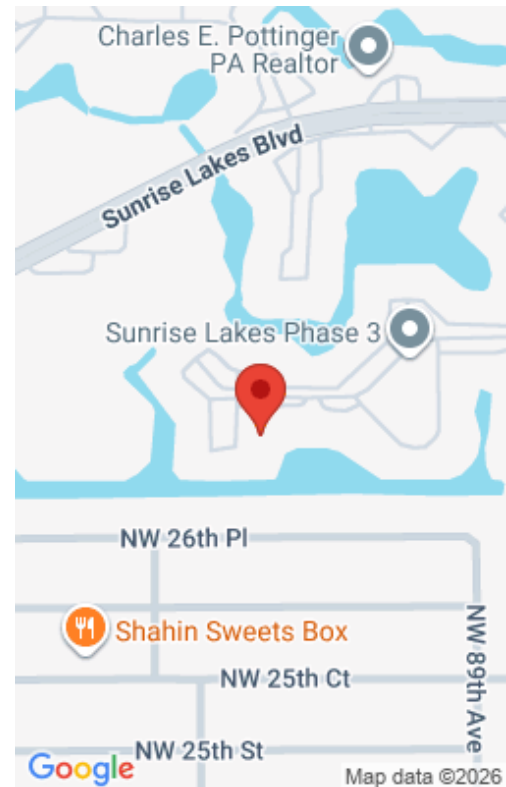 Charles E. Pottinger
PA Realtor
Sunrise Lakes Blvd
Sunrise Lakes Phase 3
NW 26th Pl
Shahin Sweets Box
NW 25th Ct
NW 89th Ave
NW 25th St
Google
Map data ©2026